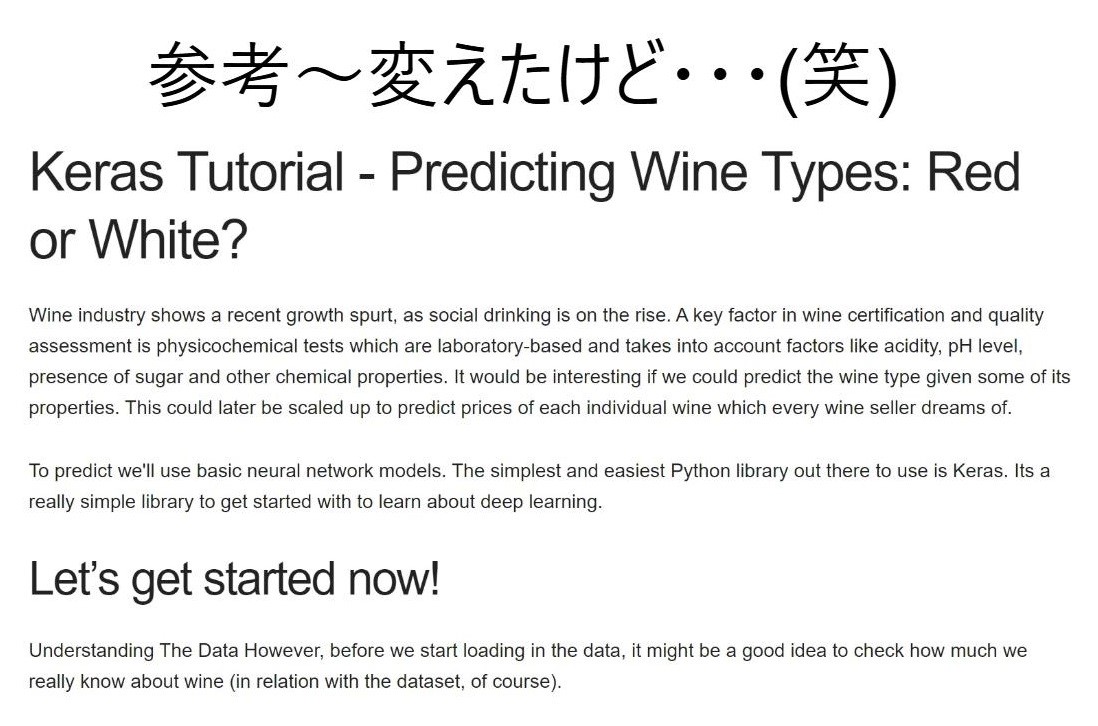 参考～変えたけど・・・(笑)
Keras Tutorial - Predicting Wine Types: Red
or White?
Wine industry shows a recent growth spurt, as social drinking is on the rise. A key factor in wine certification and quality
assessment is physicochemical tests which are laboratory-based and takes into account factors like acidity, pH level,
presence of sugar and other chemical properties. It would be interesting if we could predict the wine type given some of its
properties. This could later be scaled up to predict prices of each individual wine which every wine seller dreams of.
To predict we'll use basic neural network models. The simplest and easiest Python library out there to use is Keras. Its a
really simple library to get started with to learn about deep learning.
Let’s get started now!
Understanding The Data However, before we start loading in the data, it might be a good idea to check how much we
really know about wine (in relation with the dataset, of course).